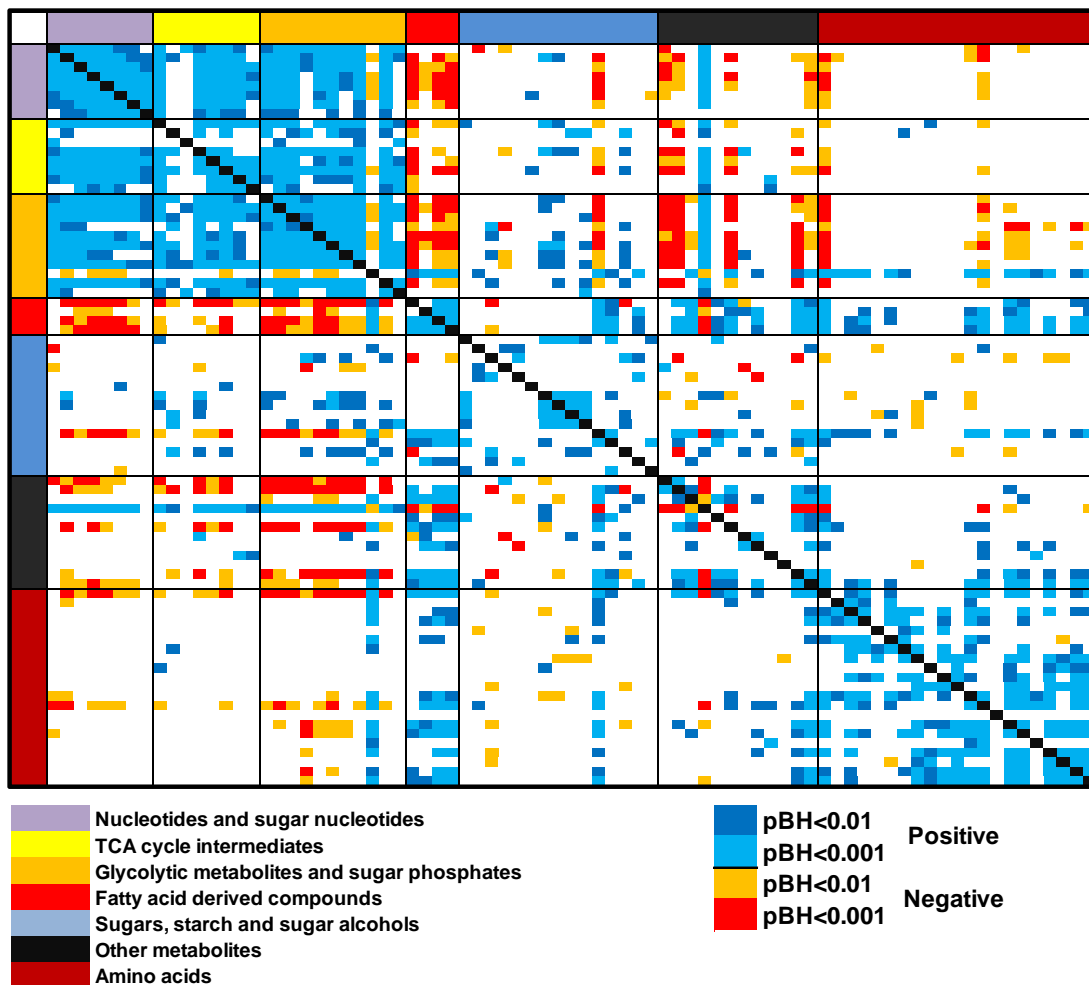 Nucleotides and sugar nucleotides
TCA cycle intermediates
Glycolytic metabolites and sugar phosphates
Fatty acid derived compounds
Sugars, starch and sugar alcohols
Other metabolites
Amino acids
pBH<0.01
pBH<0.001
Positive
pBH<0.01
pBH<0.001
Negative